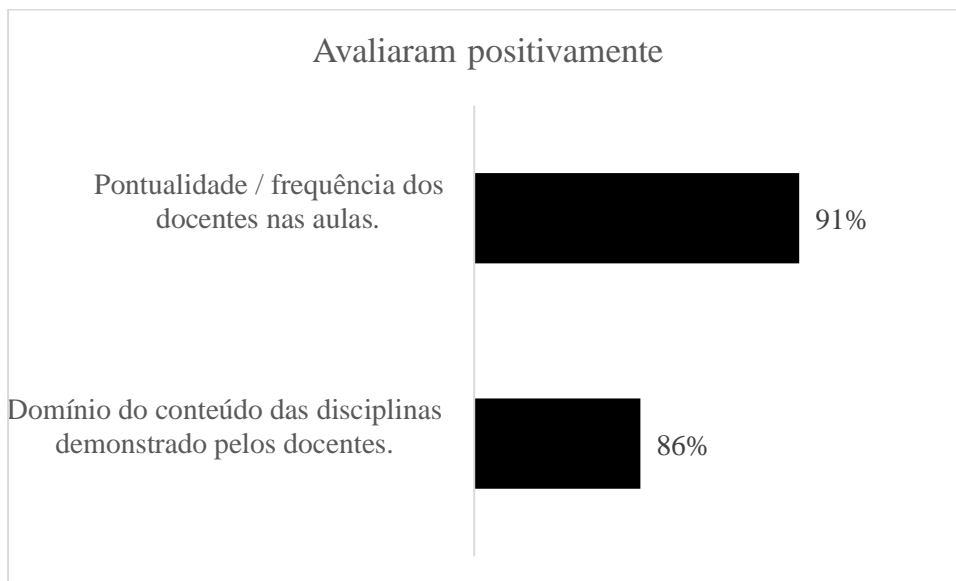 Avaliaram positivamente
Pontualidade / frequência dos
docentes nas aulas.
91%
Domínio do conteúdo das disciplinas
demonstrado pelos docentes.
86%